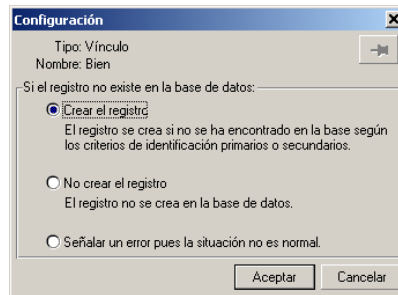 Configuración
Tipo: Vínculo
Nombre: Bien
Si el registro no existe en la base de datos:
Crear el registro
El registro se crea si no se ha encontrado en la base según
los criterios de identificación primarios o secundarios.
No crear el registro
El registro no se crea en la base de datos.
Señalar un error pues la situación no es normal.
Aceptar
Cancelar